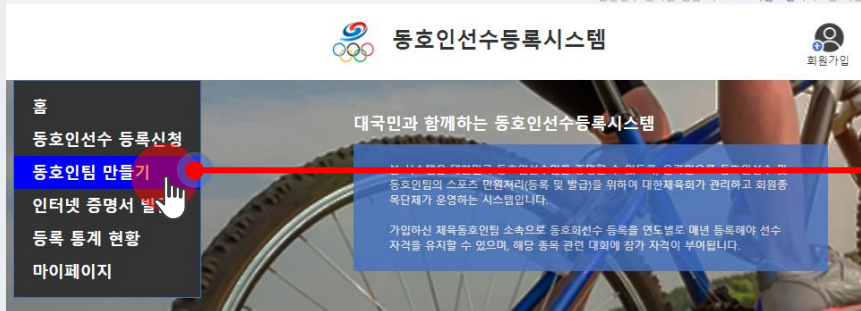 동호인선수등록시스템
회원가입
홈
동호인선수 등록신청
동호인팀 만들기
인터넷 증명서
등록 통계 현황
마이페이지
대국민과 함께하는 동호인선수등록시스템
동호인팀의 스포츠 민원처리(등록 및 발급)을 위하여 대한체육회가 관리하고 회원종
목단체가 운영하는 시스템입니다.
가입하신 체육동호인팀 소속으로 동호회선수 등록을 연도별로 매년 등록해야 선수
자격을 유지할 수 있으며, 해당 종목 관련 대회에 참가 자격이 부여됩니다.